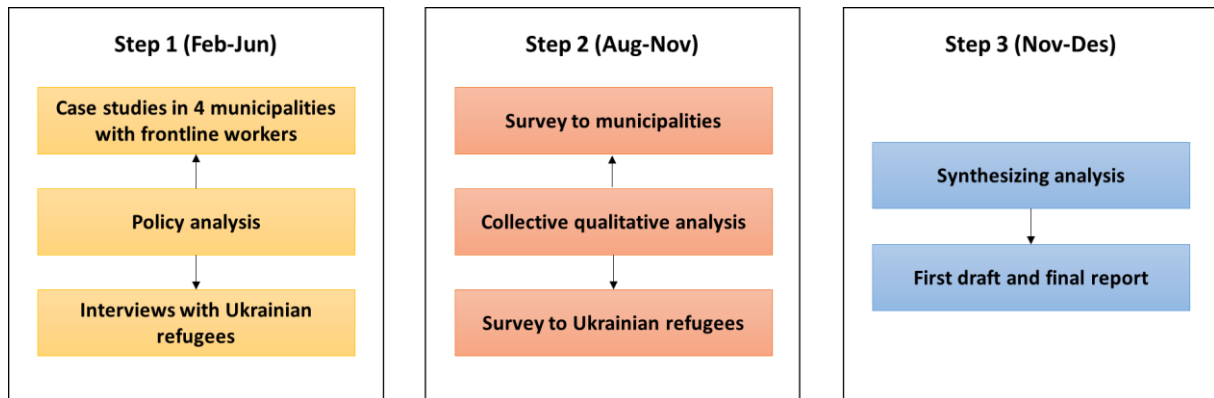 Step 1 (Feb-Jun)
Case studies in 4 municipalities
with frontline workers
Policy analysis
Interviews with Ukrainian
refugees
Step 2 (Aug-Nov)
Survey to municipalities
Collective qualitative analysis
Survey to Ukrainian refugees
Step 3 (Nov-Des)
Synthesizing analysis
First draft and final report